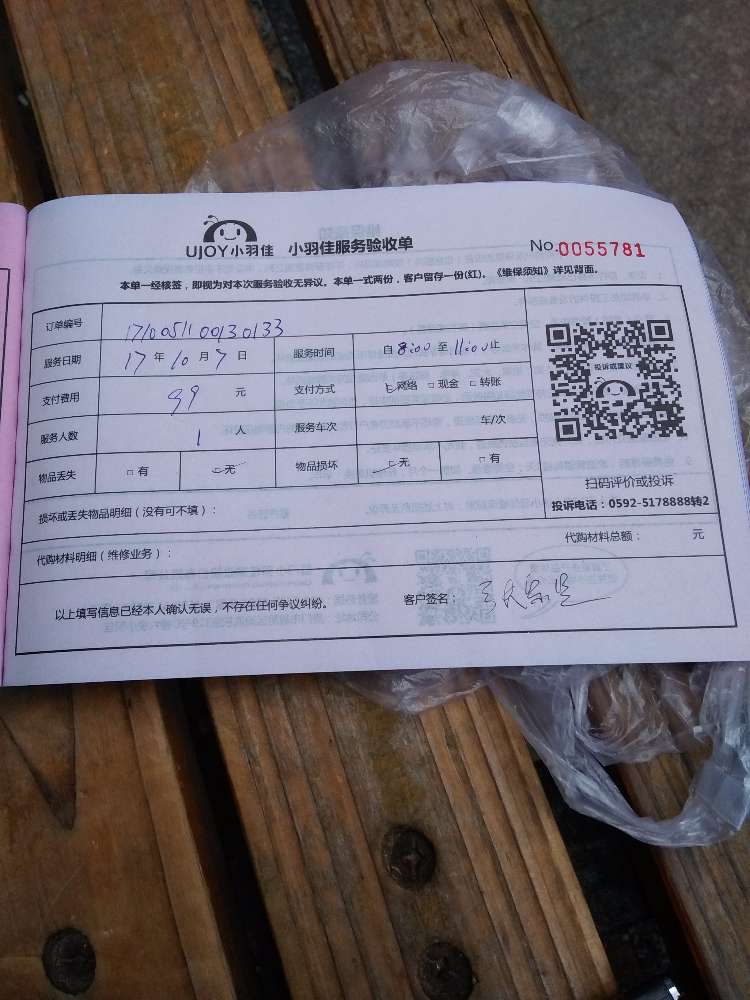 UJOY小羽佳 小羽佳服务验收单 No.0055781
本单一经核签，即视为对本次服务验收无异议。本单一式两份，客户留存一份(红)。《维保须知》详见背面。
订单编号 1710051100130133
服务日期 17年10月7日 服务时间 自8:00至11:00止
支付费用 99元 支付方式 网络 □现金 □转账
服务人数 1人 服务车次 车/次
物品丢失 □有 无 物品损坏 无 □有
投诉或建议
扫码评价或投诉
投诉电话：0592-5178888转2
损坏或丢失物品明细（没有可不填）：
代购材料明细（维修业务）： 代购材料总额： 元
以上填写信息已经本人确认无误，不存在任何争议纠纷。 客户签名：